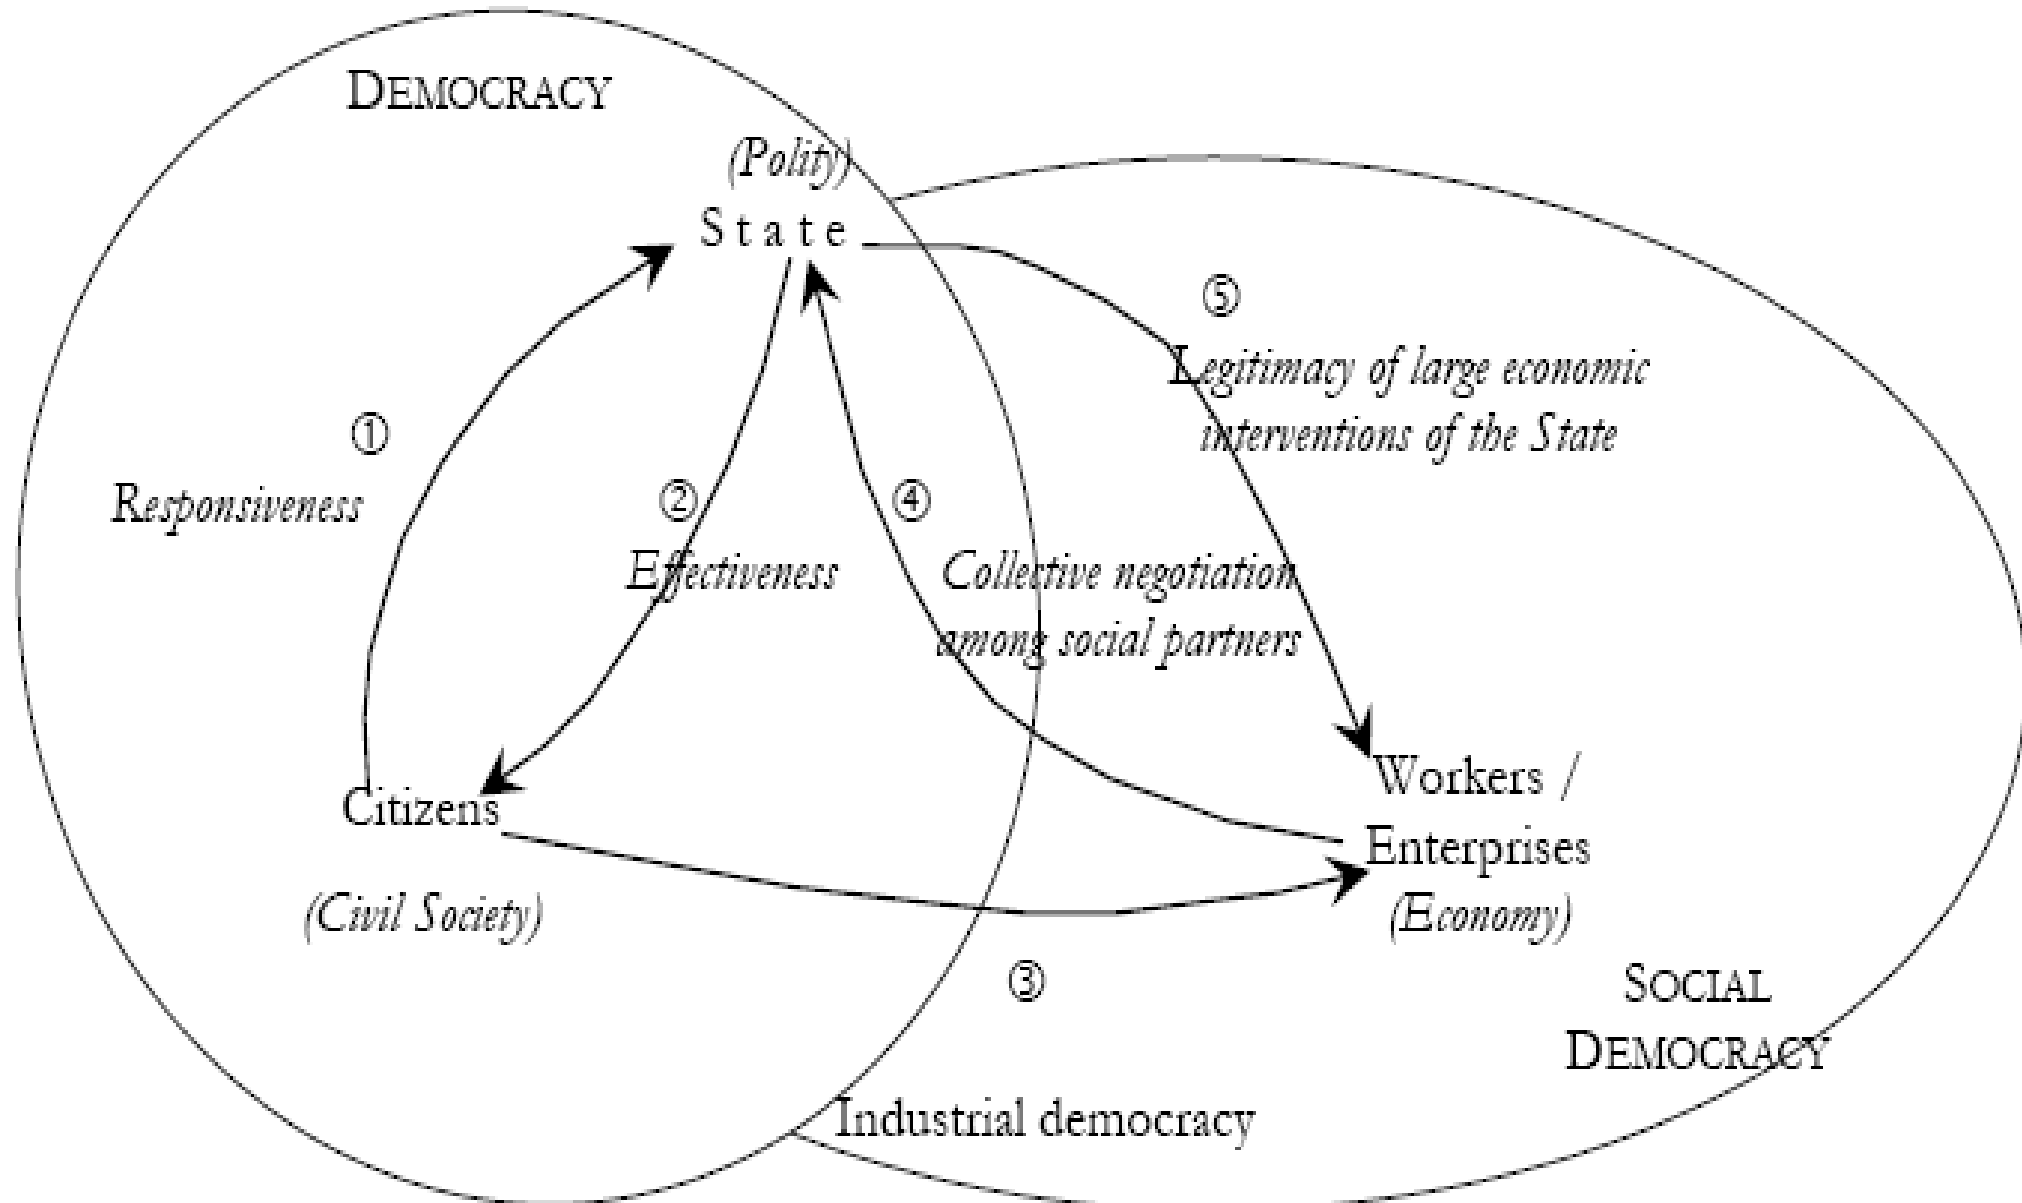 DEMOCRACY
(Polity)
State
⑤
Legitimacy of large economic
interventions of the State
①
Responsiveness
②
Effectiveness
④
Collective negotiation
among social partners
Workers /
Enterprises
(Economy)
Citizens
(Civil Society)
③
SOCIAL
DEMOCRACY
Industrial democracy